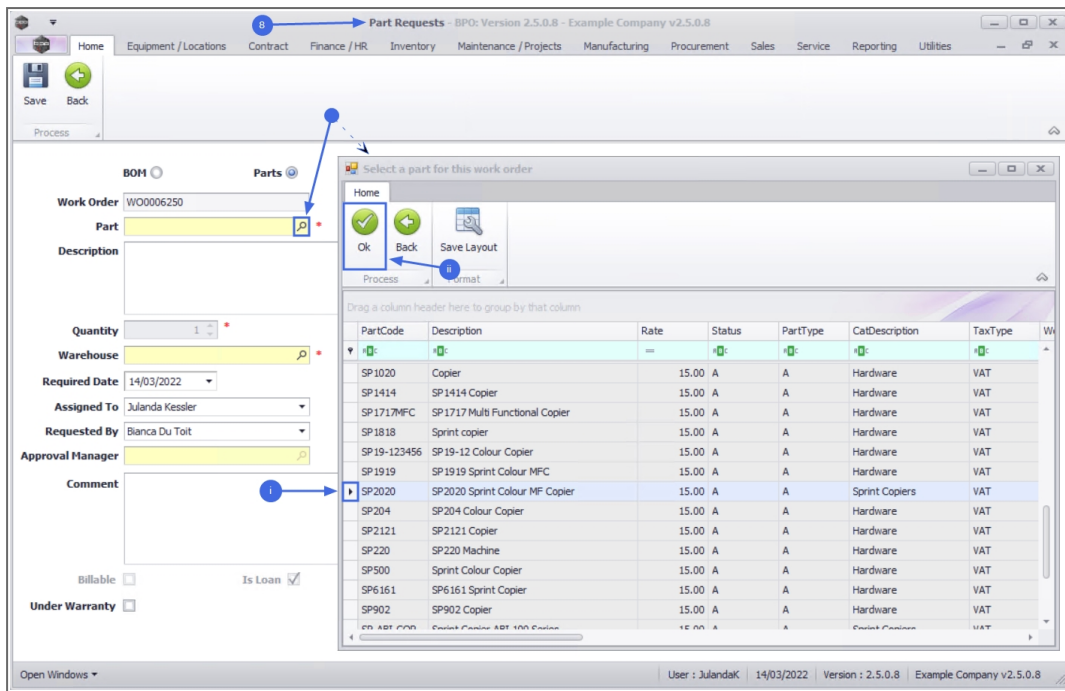 8
Part Requests - BPO: Version 2.5.0.8 - Example Company v2.5.0.8
Home Equipment / Locations Contract Finance / HR Inventory Maintenance / Projects Manufacturing Procurement Sales Service Reporting Utilities
Save Back
Process
BOM Parts
Work Order WO0006250
Part *
Description
Quantity 1 *
Warehouse *
Required Date 14/03/2022
Assigned To Julanda Kessler
Requested By Bianca Du Toit
Approval Manager
Comment
Billable Is Loan
Under Warranty
Select a part for this work order
Home
Ok Back Save Layout
ii
Process Format
Drag a column header here to group by that column
PartCode Description Rate Status PartType CatDescription TaxType We
SP1020 Copier 15.00 A A Hardware VAT
SP1414 SP1414 Copier 15.00 A A Hardware VAT
SP1717MFC SP1717 Multi Functional Copier 15.00 A A Hardware VAT
SP1818 Sprint copier 15.00 A A Hardware VAT
SP19-123456 SP19-12 Colour Copier 15.00 A A Hardware VAT
SP1919 SP1919 Sprint Colour MFC 15.00 A A Hardware VAT
i SP2020 SP2020 Sprint Colour MF Copier 15.00 A A Sprint Copiers VAT
SP204 SP204 Colour Copier 15.00 A A Hardware VAT
SP2121 SP2121 Copier 15.00 A A Hardware VAT
SP220 SP220 Machine 15.00 A A Hardware VAT
SP500 Sprint Colour Copier 15.00 A A Hardware VAT
SP6161 SP6161 Sprint Copier 15.00 A A Hardware VAT
SP902 SP902 Copier 15.00 A A Hardware VAT
Open Windows User : JulandaK 14/03/2022 Version : 2.5.0.8 Example Company v2.5.0.8